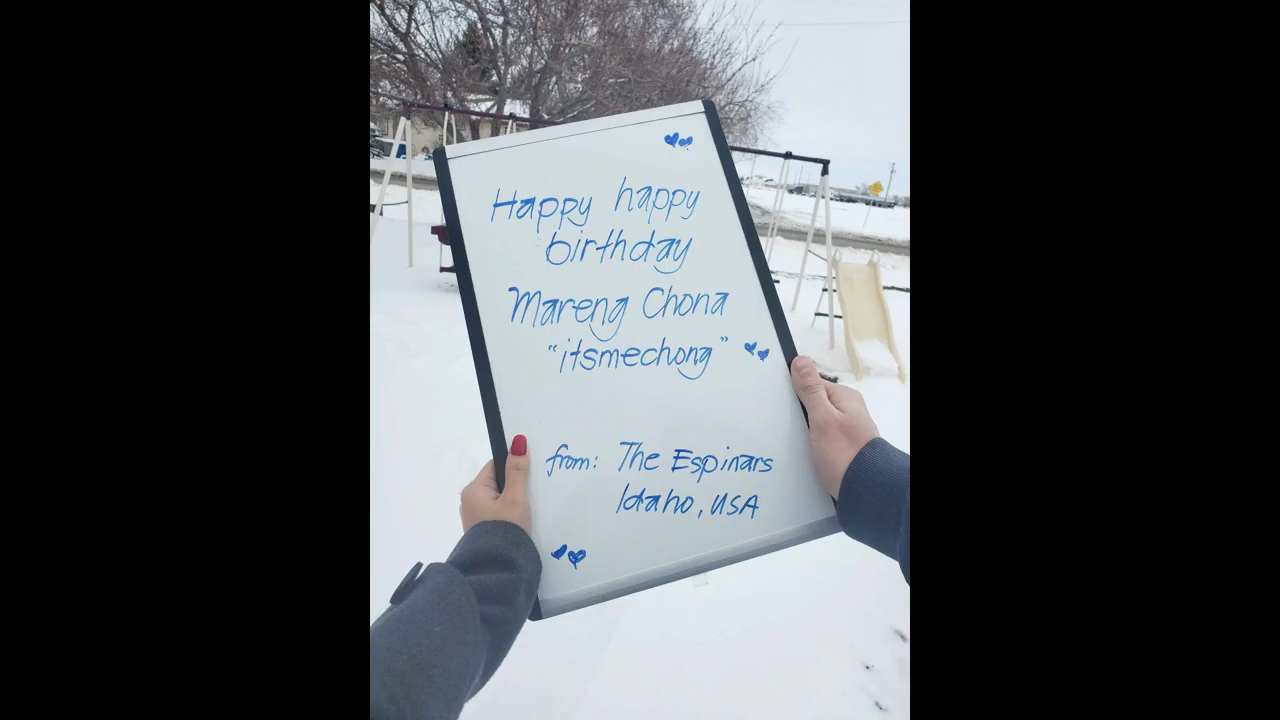 Happy happy
birthday
Mareng Chona
"itsmechong"
from: The Espinars
Idaho, USA